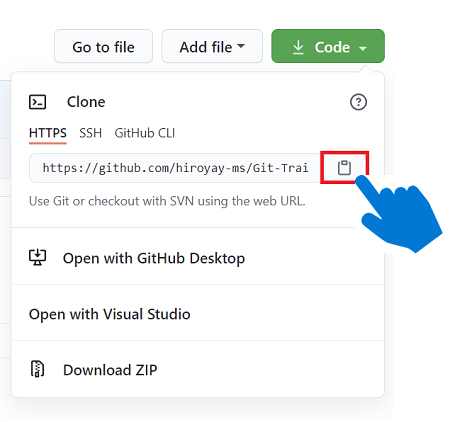 Go to file Add file Code
Clone
HTTPS SSH GitHub CLI
https://github.com/hiroyay-ms/Git-Trai
Use Git or checkout with SVN using the web URL.
Open with GitHub Desktop
Open with Visual Studio
Download ZIP